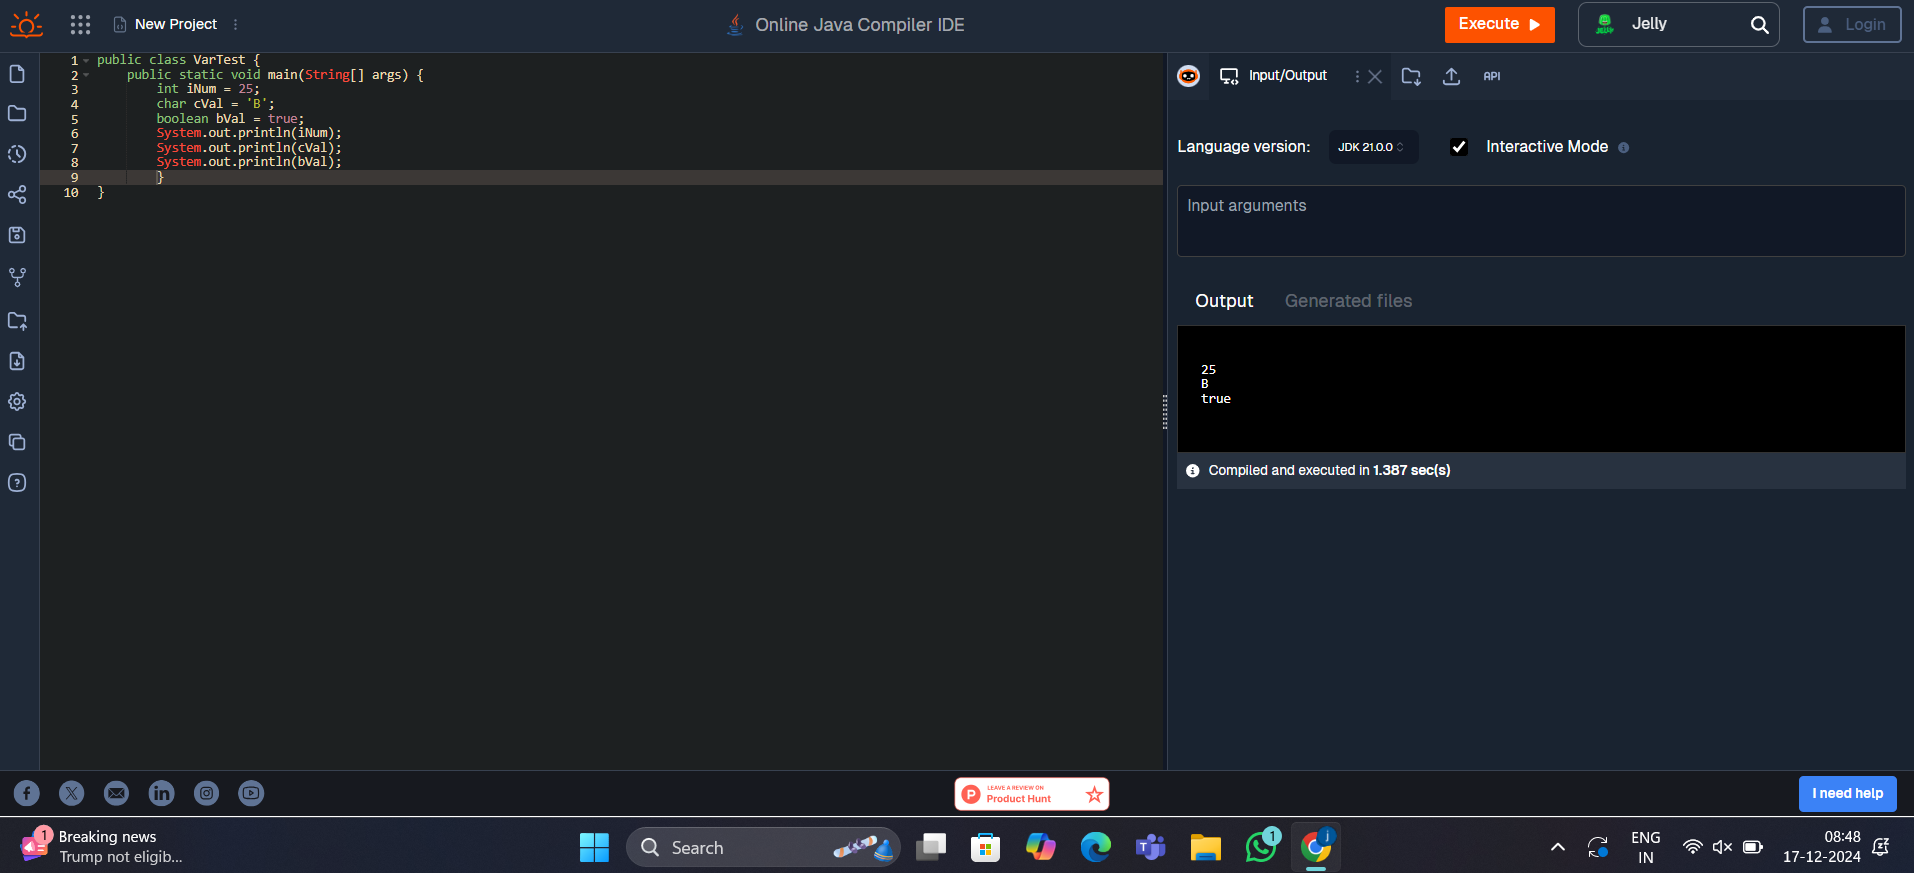 New Project
Online Java Compiler IDE
Execute
JELLY
Jelly
Login
1 public class VarTest {
2     public static void main(String[] args) {
3         int iNum = 25;
4         char cVal = 'B';
5         boolean bVal = true;
6         System.out.println(iNum);
7         System.out.println(cVal);
8         System.out.println(bVal);
9         }
10 }
Input/Output
API
Language version:
JDK 21.0.0
Interactive Mode
Input arguments
Output
Generated files
25
B
true
Compiled and executed in 1.387 sec(s)
LEAVE A REVIEW ON
Product Hunt
I need help
1
Breaking news
Trump not eligib...
Search
1
j
ENG
IN
08:48
17-12-2024